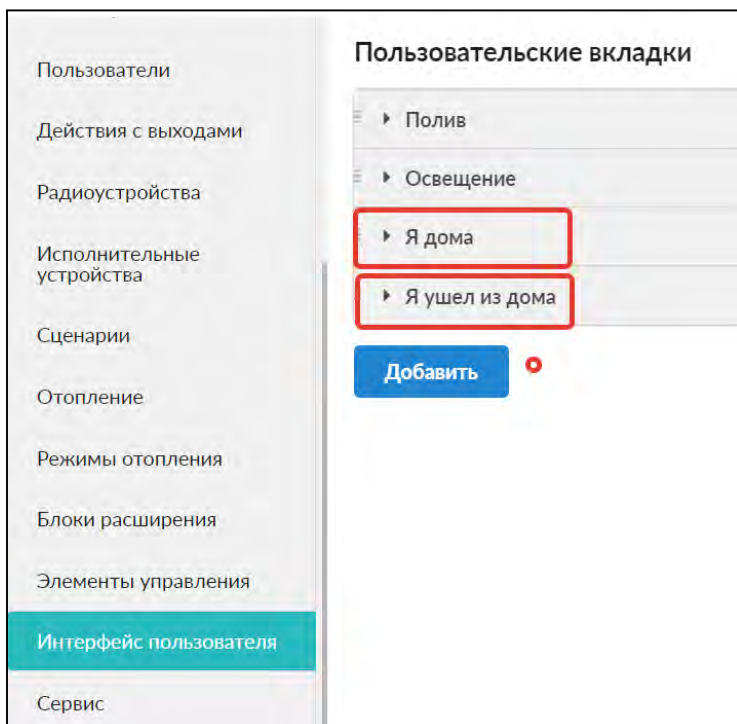 Пользователи
Действия с выходами
Радиоустройства
Исполнительные
устройства
Сценарии
Отопление
Режимы отопления
Блоки расширения
Элементы управления
Интерфейс пользователя
Сервис
Пользовательские вкладки
Полив
Освещение
Я дома
Я ушел из дома
Добавить